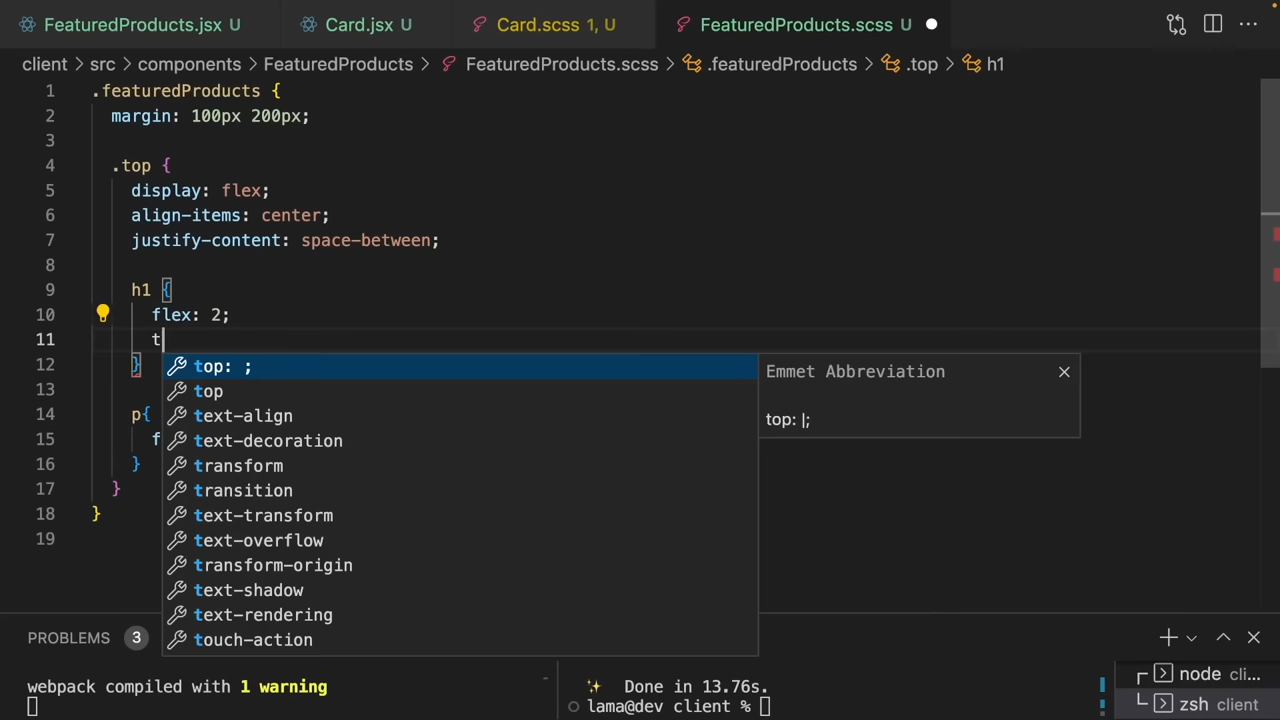 FeaturedProducts.jsx U Card.jsx U Card.scss 1, U FeaturedProducts.scss U
client > src > components > FeaturedProducts > FeaturedProducts.scss > .featuredProducts > .top > h1
1 .featuredProducts {
2 margin: 100px 200px;
3
4 .top {
5 display: flex;
6 align-items: center;
7 justify-content: space-between;
8
9 h1 {
10 flex: 2;
11 t
12 }
13
14 p{
15 f
16 }
17 }
18 }
19
top: ;
top
text-align
text-decoration
transform
transition
text-transform
text-overflow
transform-origin
text-shadow
text-rendering
touch-action
Emmet Abbreviation
top: |;
PROBLEMS 3
webpack compiled with 1 warning
✨ Done in 13.76s.
lama@dev client %
node cli...
zsh client